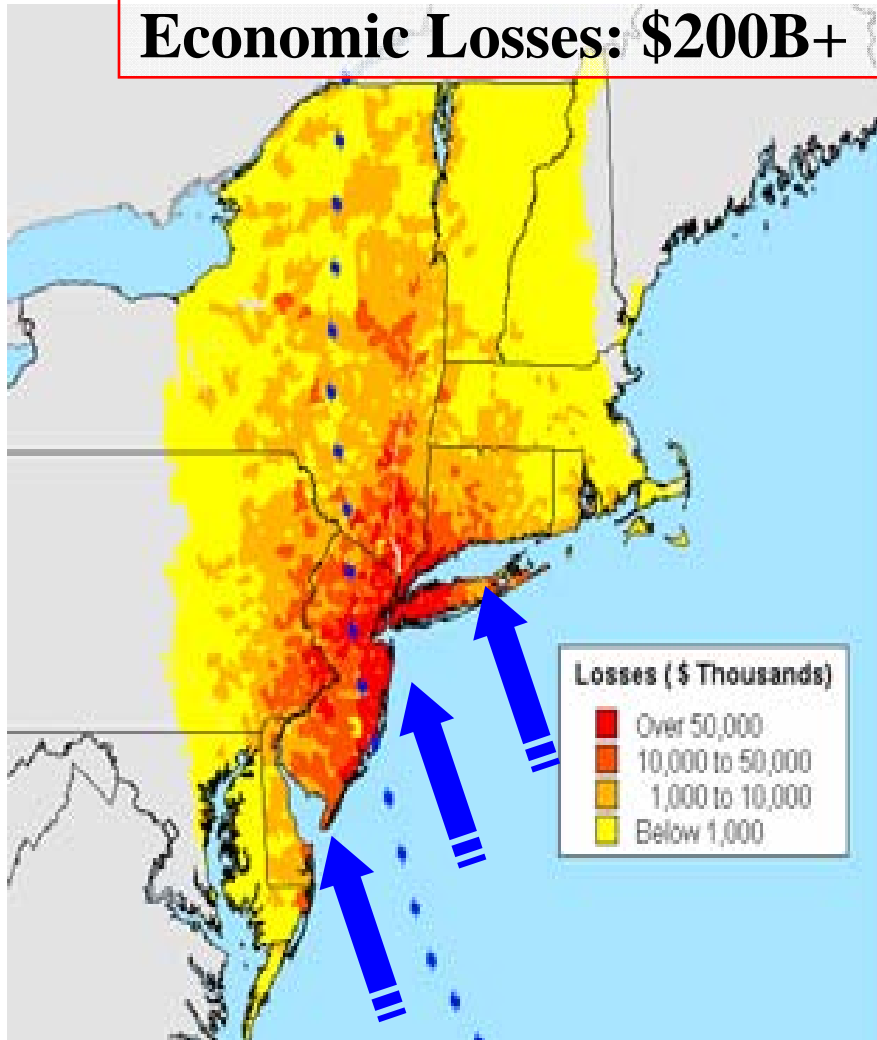 Economic Losses: $200B+
Losses ( $ Thousands)
Over 50,000
10,000 to 50,000
1,000 to 10,000
Below 1,000